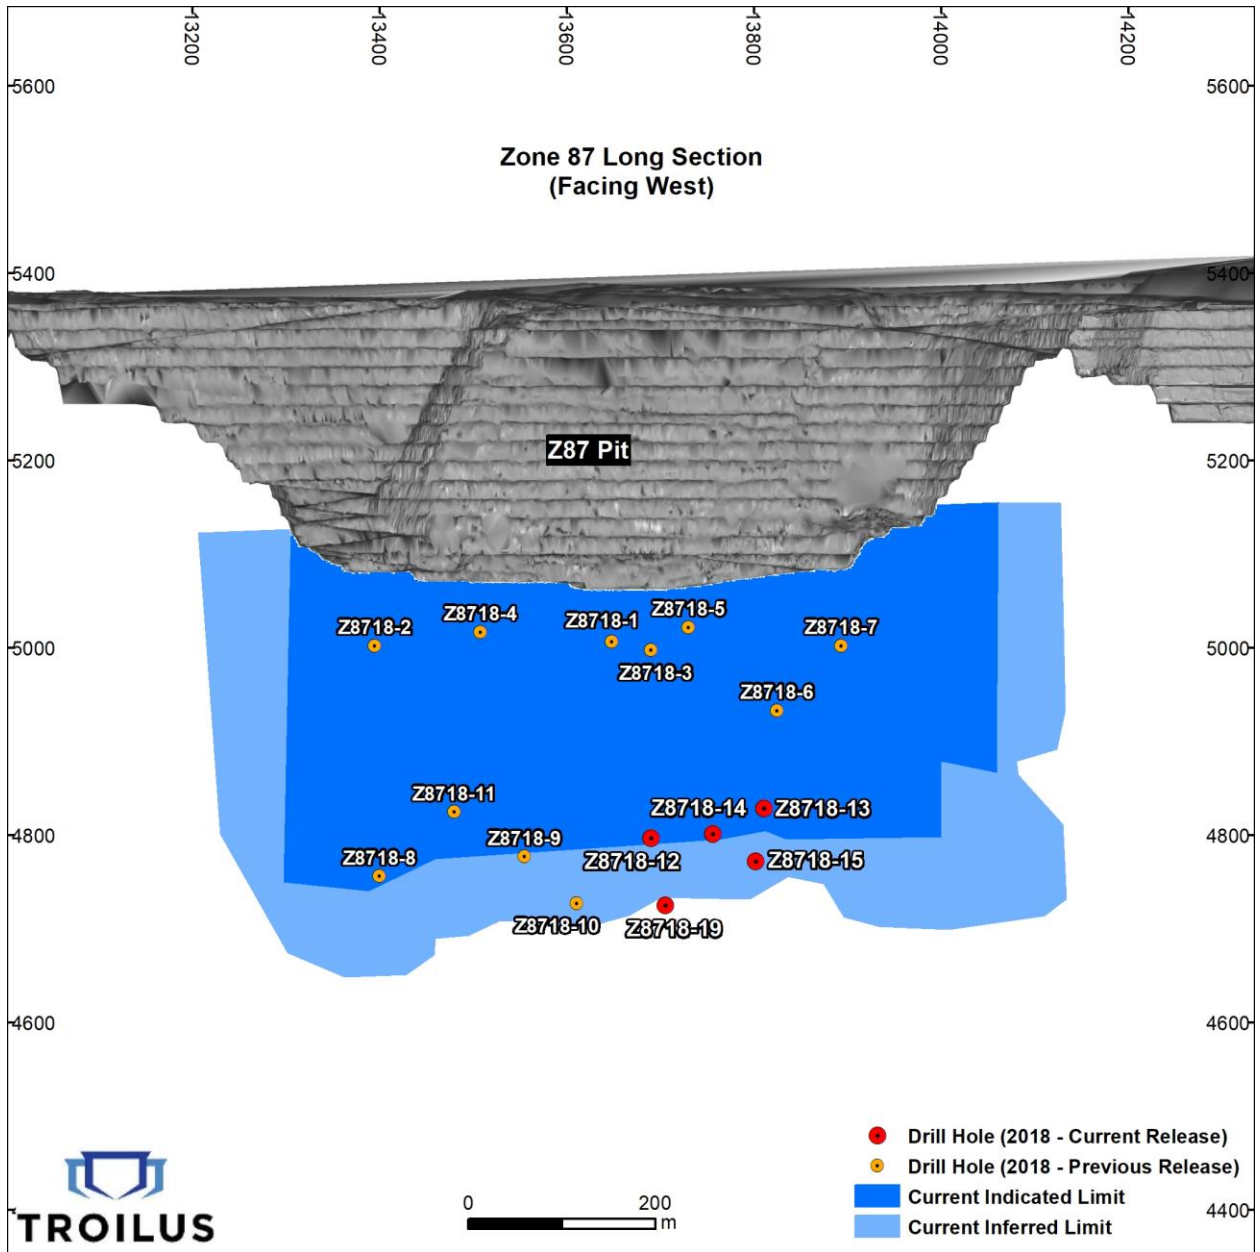 13200
13400
13600
13800
14000
14200
5600
5600
Zone 87 Long Section
(Facing West)
5400
5400
5200
Z87 Pit
5200
Z8718-2
Z8718-4
Z8718-1
Z8718-5
Z8718-7
5000
Z8718-3
5000
Z8718-6
Z8718-11
Z8718-14
Z8718-13
4800
Z8718-9
4800
Z8718-8
Z8718-12
Z8718-15
Z8718-10
Z8718-19
4600
4600
Drill Hole (2018 - Current Release)
Drill Hole (2018 - Previous Release)
Current Indicated Limit
Current Inferred Limit
4400
0
200
m
TROILUS